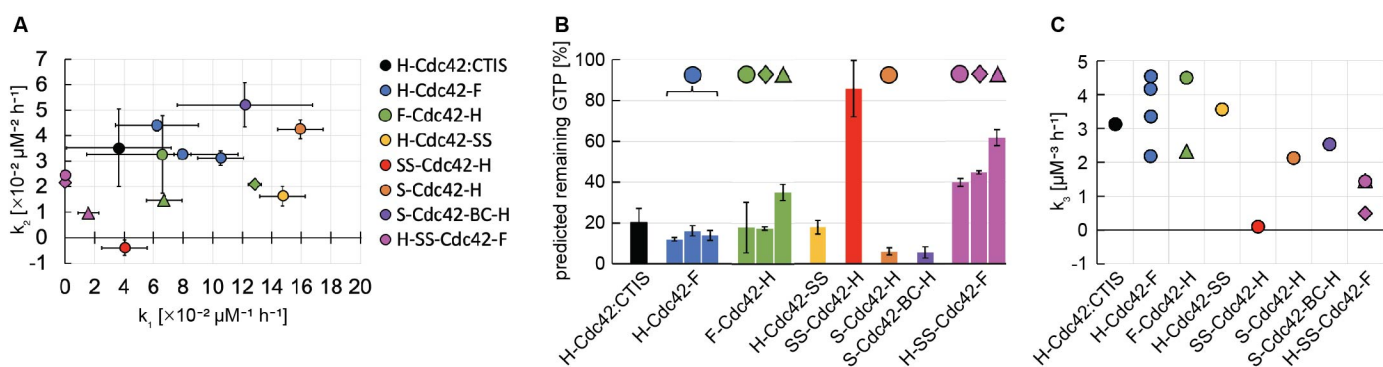 A
k₂ [×10⁻² µM⁻² h⁻¹]
7
6
5
4
3
2
1
0
-1
0 2 4 6 8 10 12 14 16 18 20
k₁ [×10⁻² µM⁻¹ h⁻¹]
H-Cdc42:CTIS
H-Cdc42-F
F-Cdc42-H
H-Cdc42-SS
SS-Cdc42-H
S-Cdc42-H
S-Cdc42-BC-H
H-SS-Cdc42-F
B
predicted remaining GTP [%]
100
80
60
40
20
0
H-Cdc42:CTIS
H-Cdc42-F
F-Cdc42-H
H-Cdc42-SS
SS-Cdc42-H
S-Cdc42-H
S-Cdc42-BC-H
H-SS-Cdc42-F
C
k₃ [µM⁻³ h⁻¹]
5
4
3
2
1
0
-1
H-Cdc42:CTIS
H-Cdc42-F
F-Cdc42-H
H-Cdc42-SS
SS-Cdc42-H
S-Cdc42-H
S-Cdc42-BC-H
H-SS-Cdc42-F